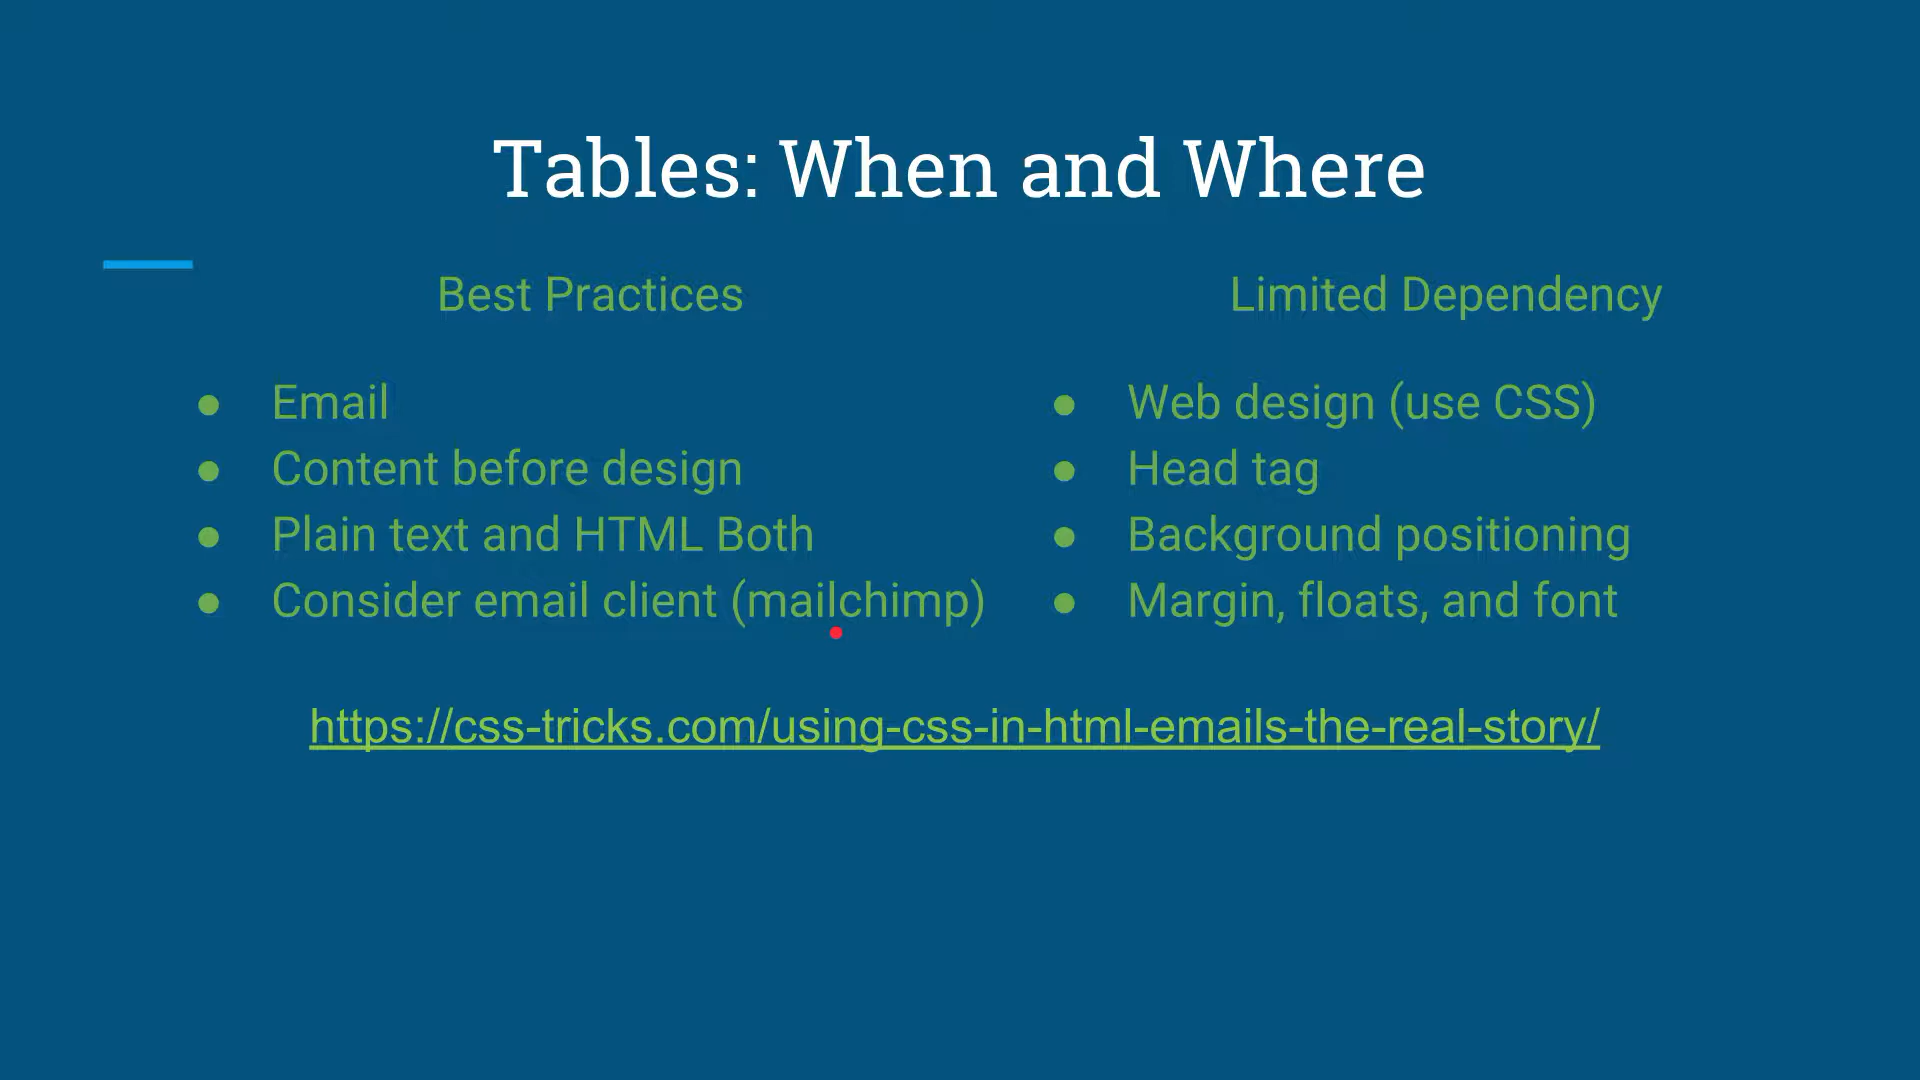 Tables: When and Where
Best Practices
Email
Content before design
Plain text and HTML Both
Consider email client (mailchimp)
Limited Dependency
Web design (use CSS)
Head tag
Background positioning
Margin, floats, and font
https://css-tricks.com/using-css-in-html-emails-the-real-story/